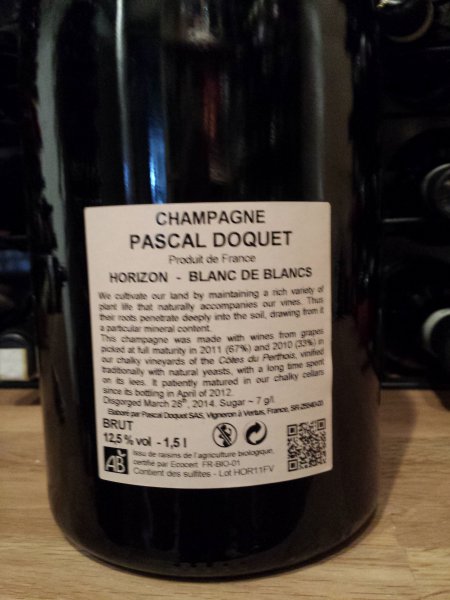 CHAMPAGNE
PASCAL DOQUET
Produit de France
HORIZON - BLANC DE BLANCS
We cultivate our land by maintaining a rich variety of
plant life that naturally accompanies our vines. Thus
their roots penetrate deeply into the soil, drawing from it
a particular mineral content.
This champagne was made with wines from grapes
picked at full maturity in 2011 (67%) and 2010 (33%) in
our chalky vineyards of the Côtes du Perthois, vinified
traditionally with natural yeasts, with a long time spent
on its lees. It patiently matured in our chalky cellars
since its bottling in April of 2012.
Disgorged March 28th, 2014. Sugar ~ 7 g/l.
Elaboré par Pascal Doquet SAS, Vigneron à Vertus, France, SR-25940-05
BRUT
12,5 % vol - 1,5 l
AB
Issu de raisins de l'agriculture biologique,
certifié par Ecocert FR-BIO-01
Contient des sulfites - Lot HOR11FV